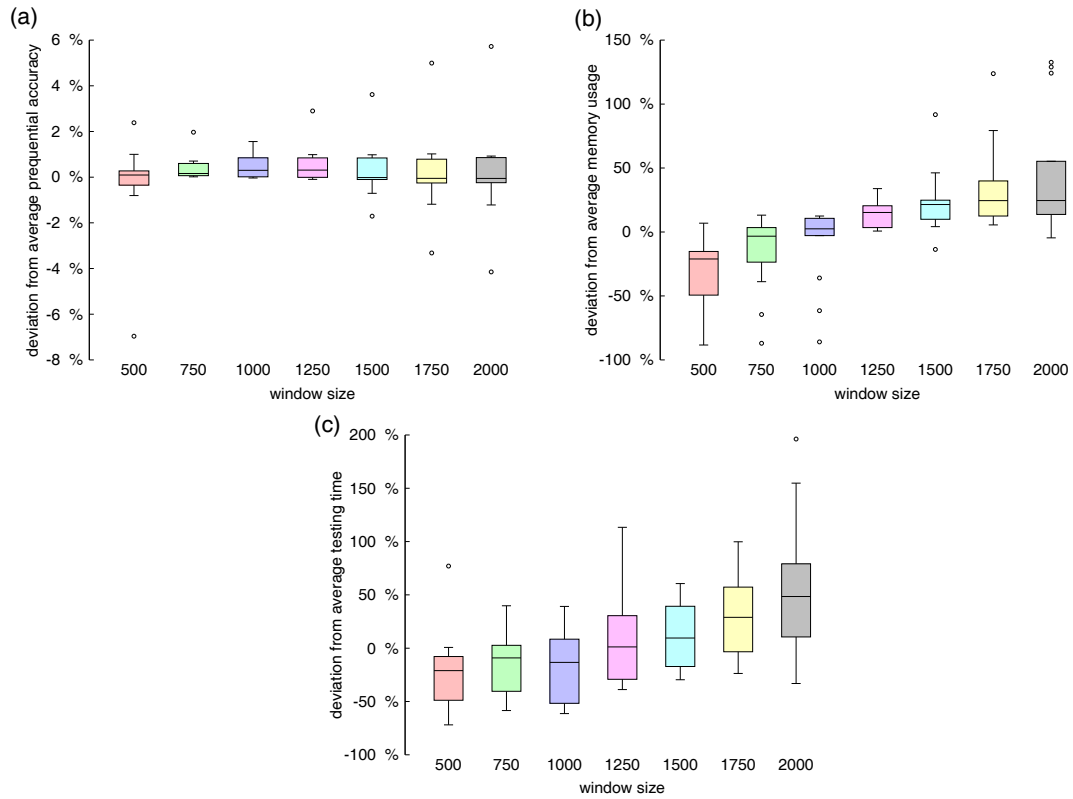 (a)
deviation from average prequential accuracy
6 %
4 %
2 %
0 %
-2 %
-4 %
-6 %
-8 %
500 750 1000 1250 1500 1750 2000
window size
(b)
deviation from average memory usage
150 %
100 %
50 %
0 %
-50 %
-100 %
500 750 1000 1250 1500 1750 2000
window size
(c)
deviation from average testing time
200 %
150 %
100 %
50 %
0 %
-50 %
-100 %
500 750 1000 1250 1500 1750 2000
window size